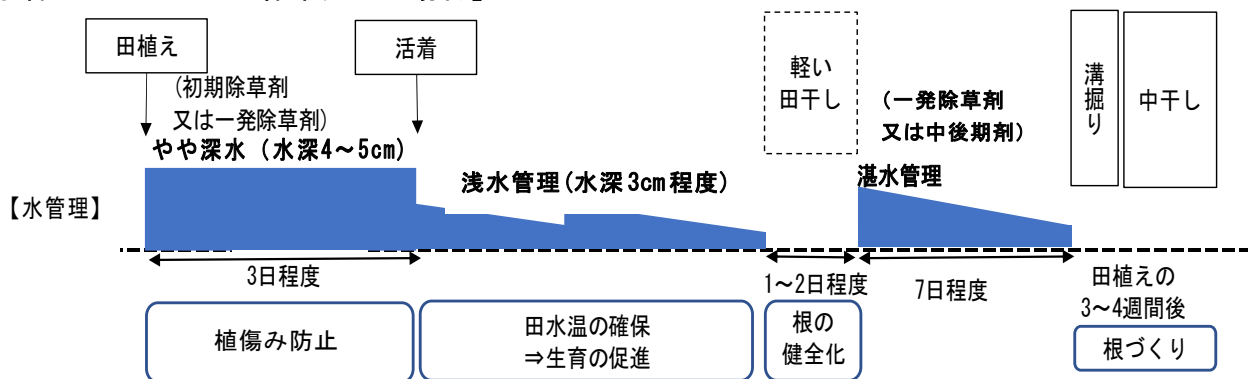 田植え
活着
(初期除草剤
又は一発除草剤)
やや深水(水深4～5cm)
浅水管理(水深3cm程度)
軽い
田干し
(一発除草剤
又は中後期剤)
湛水管理
溝掘り
中干し
【水管理】
3日程度
1～2日程度
7日程度
田植えの
3～4週間後
植傷み防止
田水温の確保
⇒生育の促進
根の
健全化
根づくり